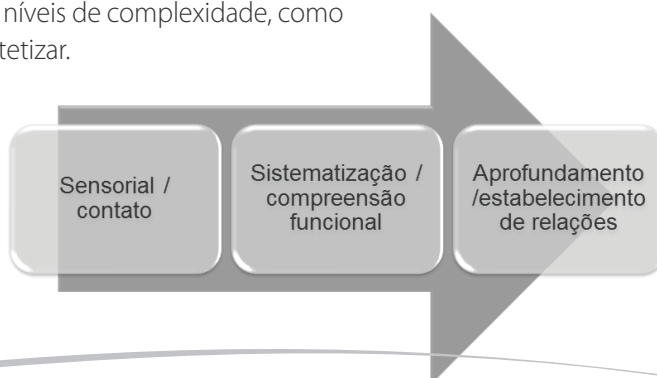 níveis de complexidade, como
tetizar.
Sensorial /
contato
Sistematização /
compreensão
funcional
Aprofundamento
/estabelecimento
de relações